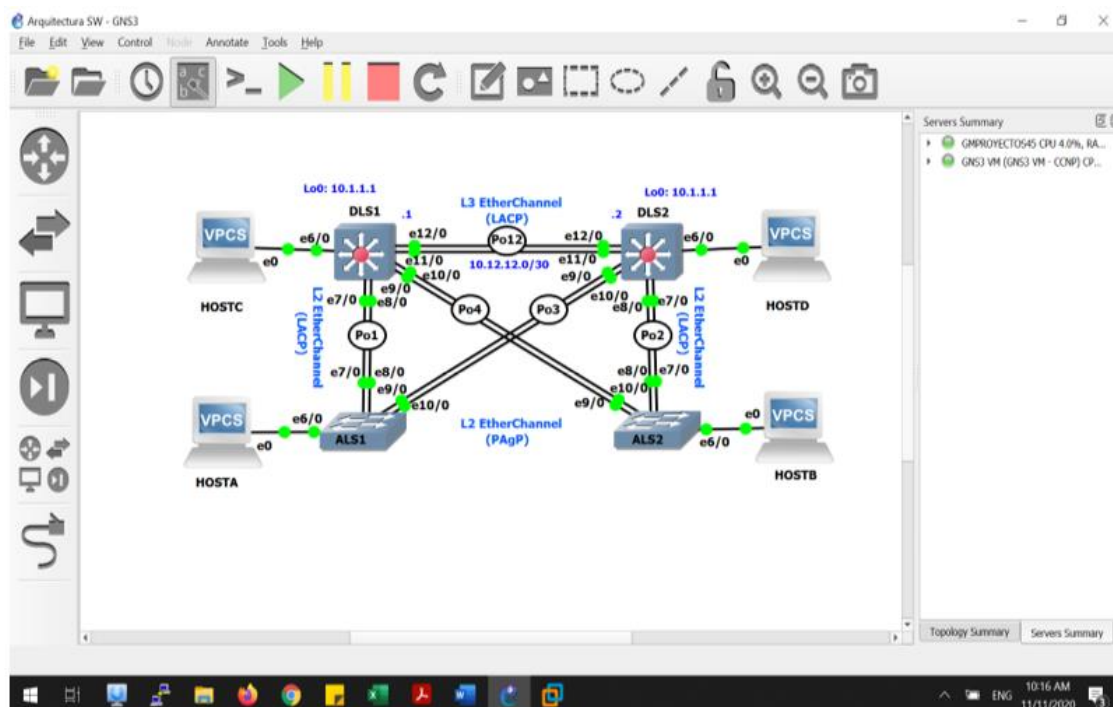 Arquitectura SW - GNS3
File Edit View Control Node Annotate Tools Help
Servers Summary
GMPROYECTOS45 CPU 4.0%, RA...
GNS3 VM (GNS3 VM - CCNP) CP...
Lo0: 10.1.1.1
Lo0: 10.1.1.1
DLS1
.1
L3 EtherChannel
(LACP)
.2
DLS2
VPCS
e0
e6/0
e12/0
Po12
e12/0
e6/0
e0
VPCS
e11/0
e10/0
10.12.12.0/30
e11/0
e9/0
HOSTC
e9/0
e7/0
e8/0
L2 EtherChannel
(LACP)
Po4
Po3
e10/0
e8/0
e7/0
L2 EtherChannel
(LACP)
HOSTD
Po1
Po2
e7/0
e8/0
e9/0
e10/0
e8/0
e7/0
e10/0
e9/0
VPCS
e0
e6/0
ALS1
L2 EtherChannel
(PAgP)
ALS2
e6/0
e0
VPCS
HOSTA
HOSTB
Topology Summary
Servers Summary
ENG
10:16 AM
11/11/2020